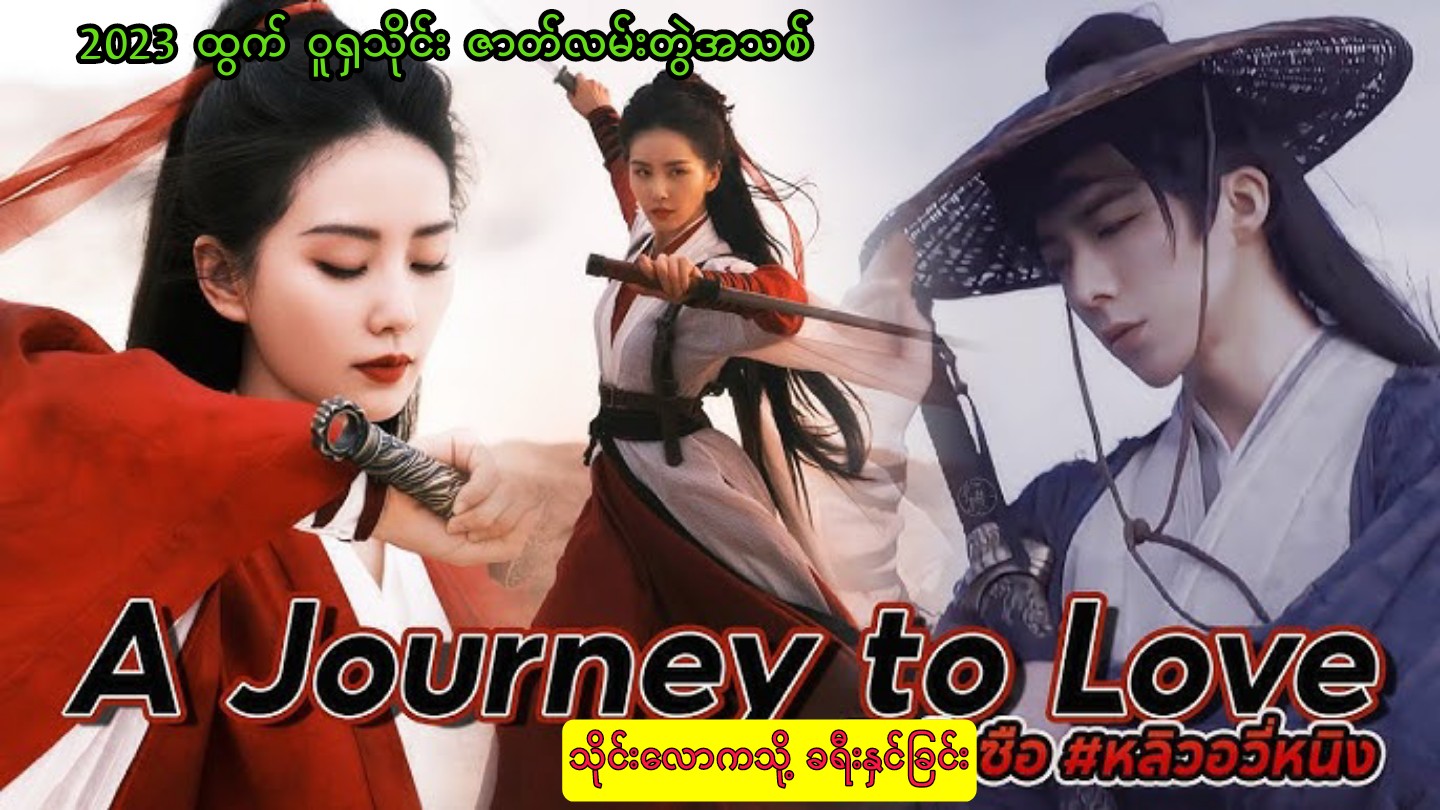 2023 ထွက် ဝူရှသိုင်း ဇာတ်လမ်းတွဲအသစ်
A Journey to Love
သိုင်းလောကသို့ ခရီးနှင်ခြင်း
ซือ #หลิวอวี่หนิง